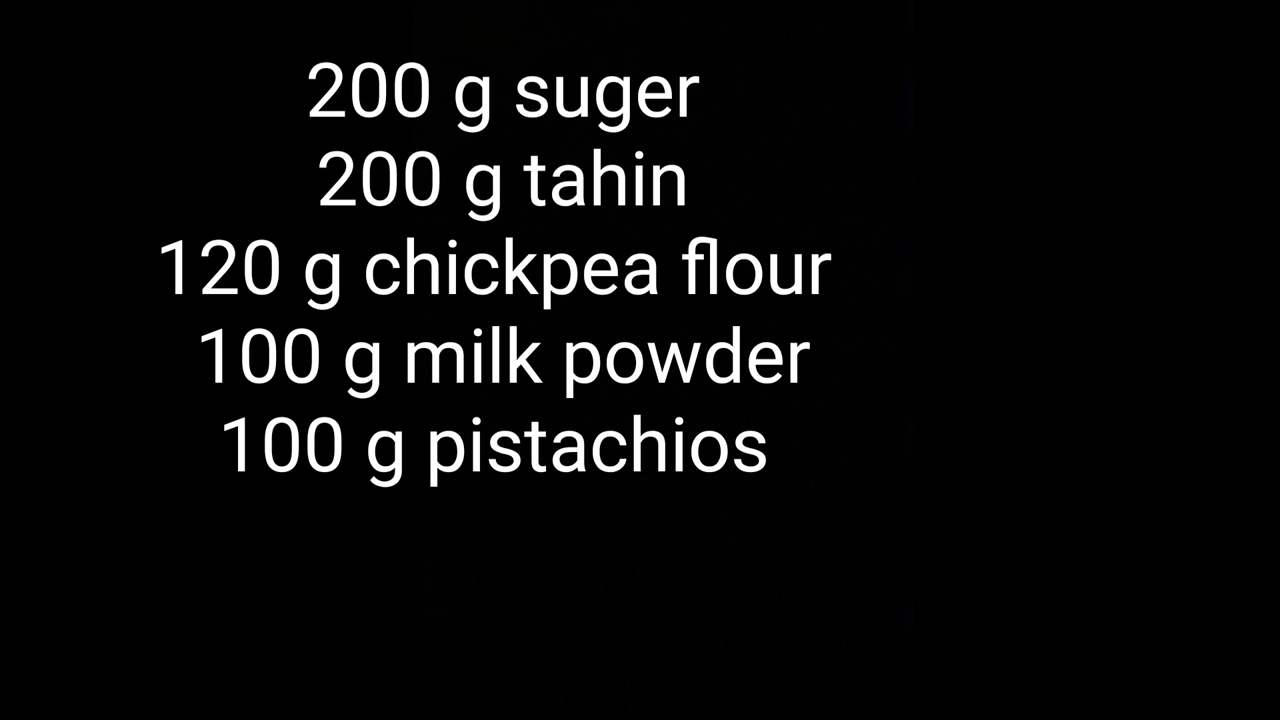 200 g suger
200 g tahin
120 g chickpea flour
100 g milk powder
100 g pistachios